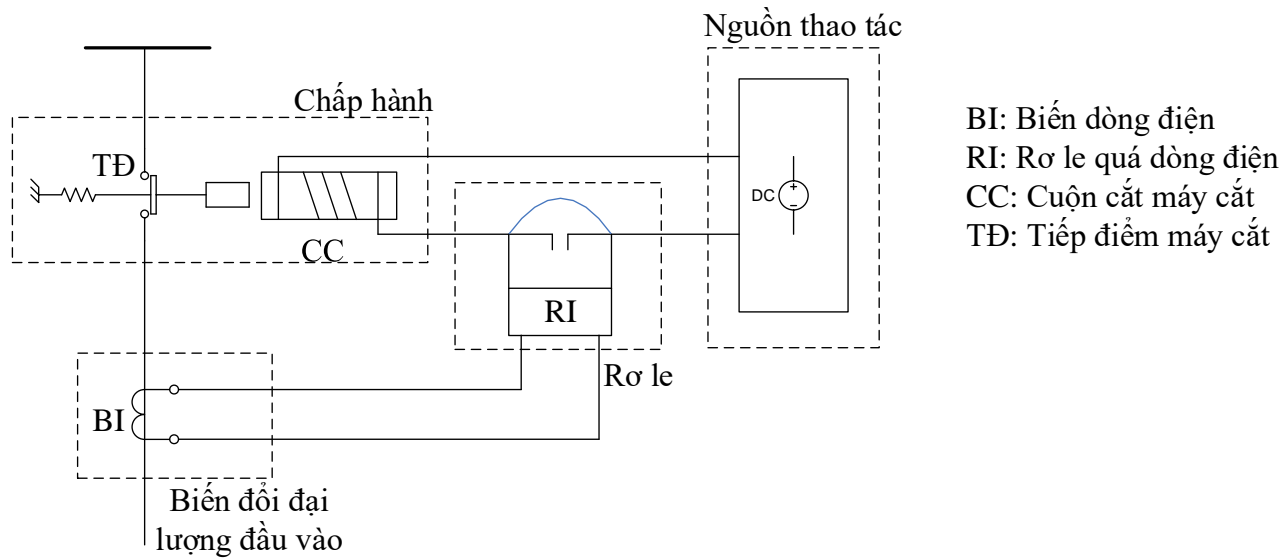 Nguồn thao tác
Chấp hành
TĐ
CC
DC
RI
Rơ le
BI
Biến đổi đại
lượng đầu vào
BI: Biến dòng điện
RI: Rơ le quá dòng điện
CC: Cuộn cắt máy cắt
TĐ: Tiếp điểm máy cắt